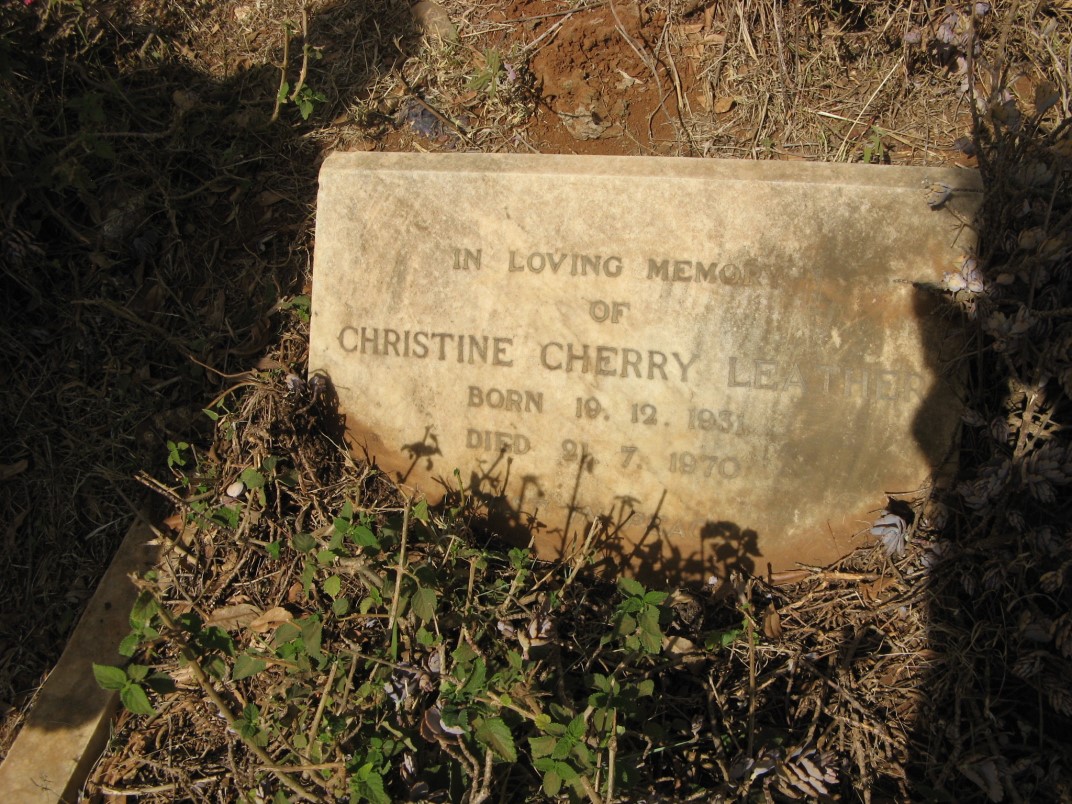 IN LOVING MEMORY
OF
CHRISTINE CHERRY LEATHER
BORN 19. 12. 1931
DIED 21. 7. 1970